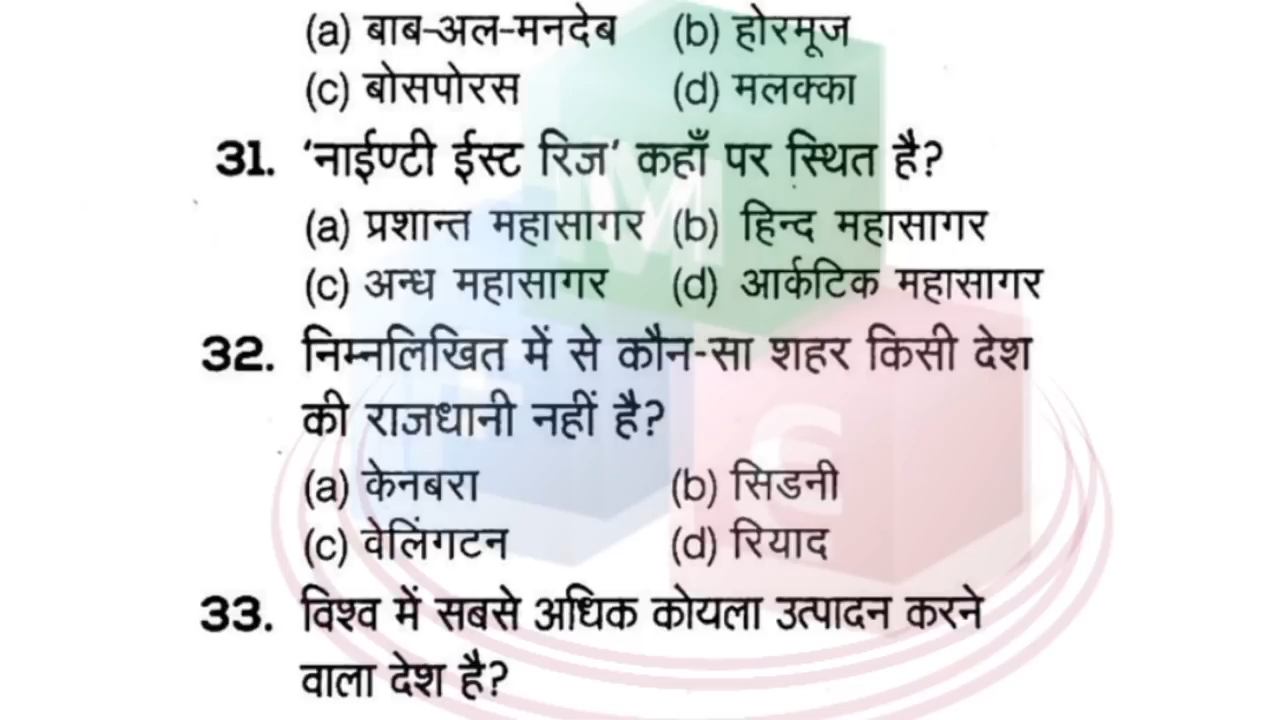 (a) बाब-अल-मनदेब (b) होरमूज
(c) बोसपोरस (d) मलक्का
31. ‘नाईण्टी ईस्ट रिज’ कहाँ पर स्थित है?
(a) प्रशान्त महासागर (b) हिन्द महासागर
(c) अन्ध महासागर (d) आर्कटिक महासागर
32. निम्नलिखित में से कौन-सा शहर किसी देश
की राजधानी नहीं है?
(a) केनबरा (b) सिडनी
(c) वेलिंगटन (d) रियाद
33. विश्व में सबसे अधिक कोयला उत्पादन करने
वाला देश है?